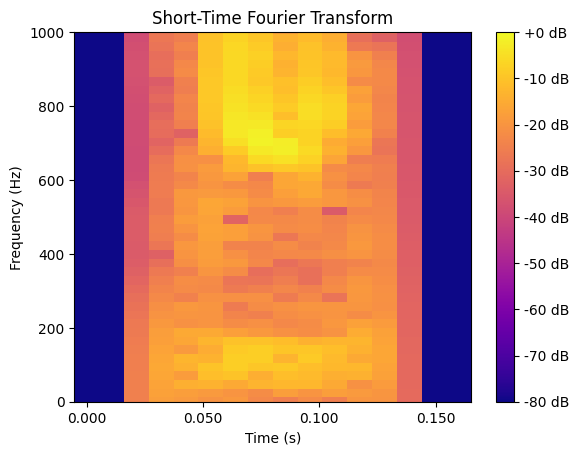 Short-Time Fourier Transform
1000
800
600
400
200
0
Frequency (Hz)
0.000
0.050
0.100
0.150
Time (s)
+0 dB
-10 dB
-20 dB
-30 dB
-40 dB
-50 dB
-60 dB
-70 dB
-80 dB